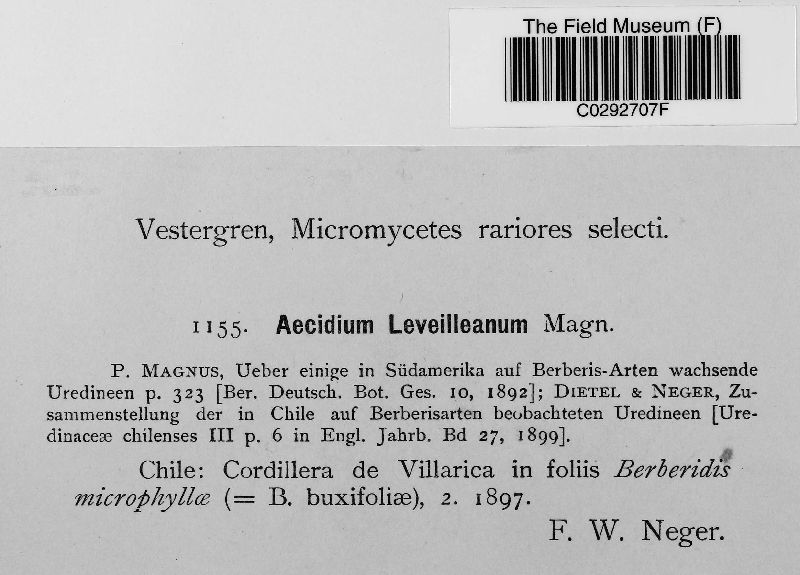 The Field Museum (F)
C0292707F
Vestergren, Micromycetes rariores selecti.
1155. Aecidium Leveilleanum Magn.
P. MAGNUS, Ueber einige in Südamerika auf Berberis-Arten wachsende
Uredineen p. 323 [Ber. Deutsch. Bot. Ges. 10, 1892]; DIETEL & NEGER, Zu-
sammenstellung der in Chile auf Berberisarten beobachteten Uredineen [Ure-
dinaceæ chilenses III p. 6 in Engl. Jahrb. Bd 27, 1899].
Chile: Cordillera de Villarica in foliis Berberidis
microphyllæ (= B. buxifoliæ), 2. 1897.
F. W. Neger.